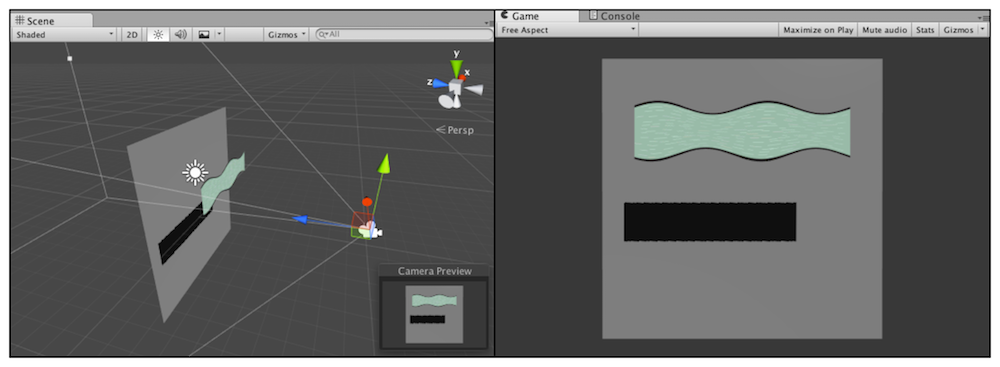 Scene
Shaded
2D
Gizmos
All
y
x
z
Persp
Camera Preview
Game
Console
Free Aspect
Maximize on Play
Mute audio
Stats
Gizmos